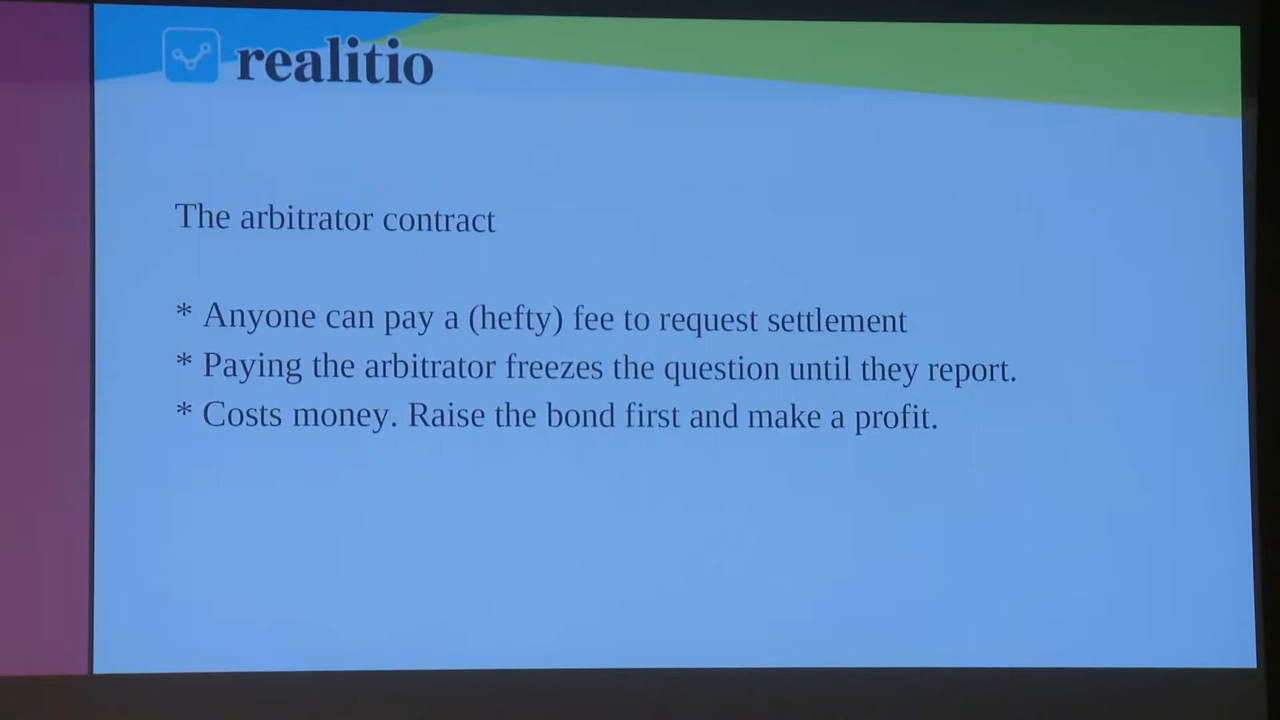 realitio
The arbitrator contract
* Anyone can pay a (hefty) fee to request settlement
* Paying the arbitrator freezes the question until they report.
* Costs money. Raise the bond first and make a profit.